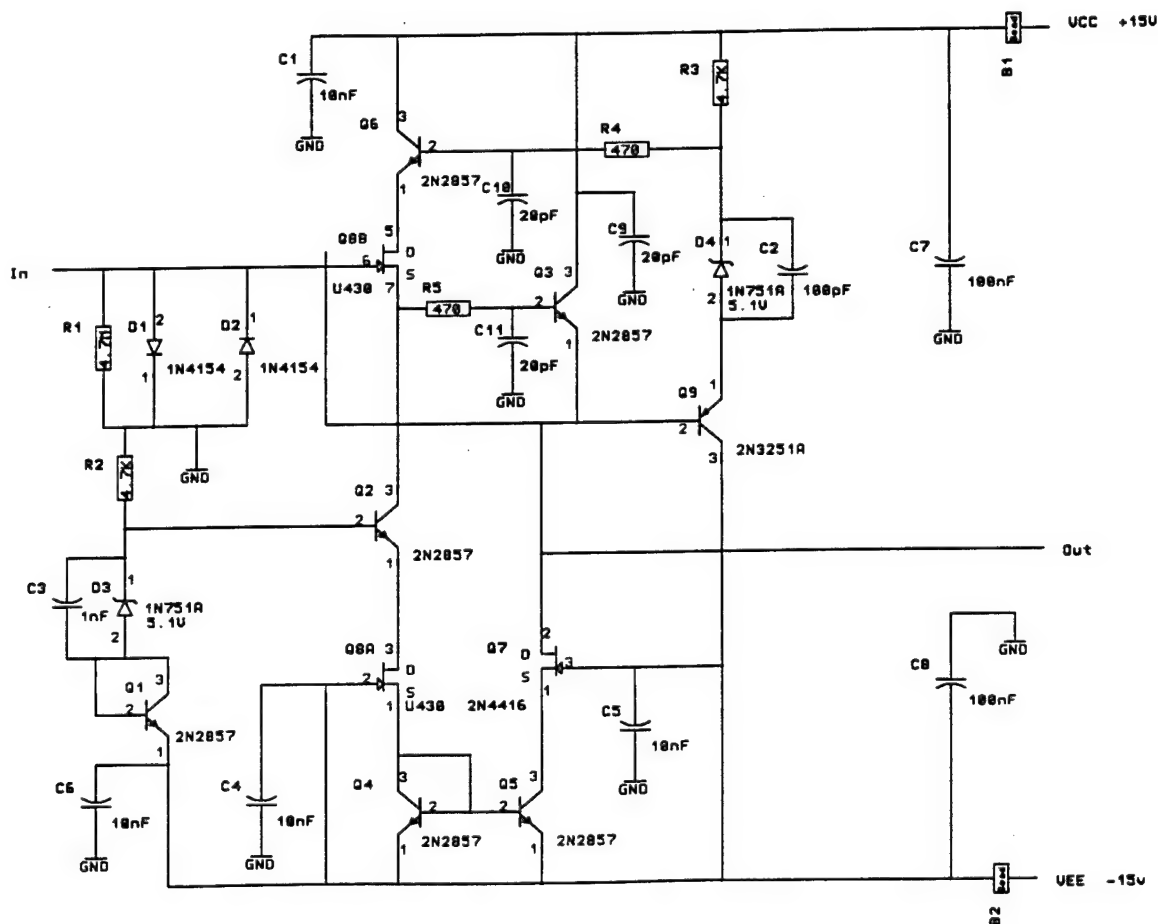 VCC +15V
B1
C1
10nF
GND
Q6
3
2
1
2N2857
R4
470
R3
4.7K
C10
20pF
GND
C9
20pF
GND
D4
1
2
1N751A
5.1V
C2
100pF
C7
100nF
GND
In
Q8B
5
D
6
S
7
U430
R5
470
Q3
3
2
1
2N2857
C11
20pF
GND
R1
4.7M
D1
2
1
1N4154
D2
1
2
1N4154
GND
R2
4.7K
Q9
1
2
3
2N3251A
Q2
3
2
1
2N2857
Out
C3
1nF
D3
1
2
1N751A
5.1V
Q1
3
2
1
2N2857
Q8A
3
D
2
S
1
U430
Q7
2
D
3
S
1
2N4416
C5
10nF
GND
C8
100nF
GND
C6
10nF
GND
C4
10nF
GND
Q4
3
2
1
2N2857
Q5
3
2
1
2N2857
VEE -15v
B2